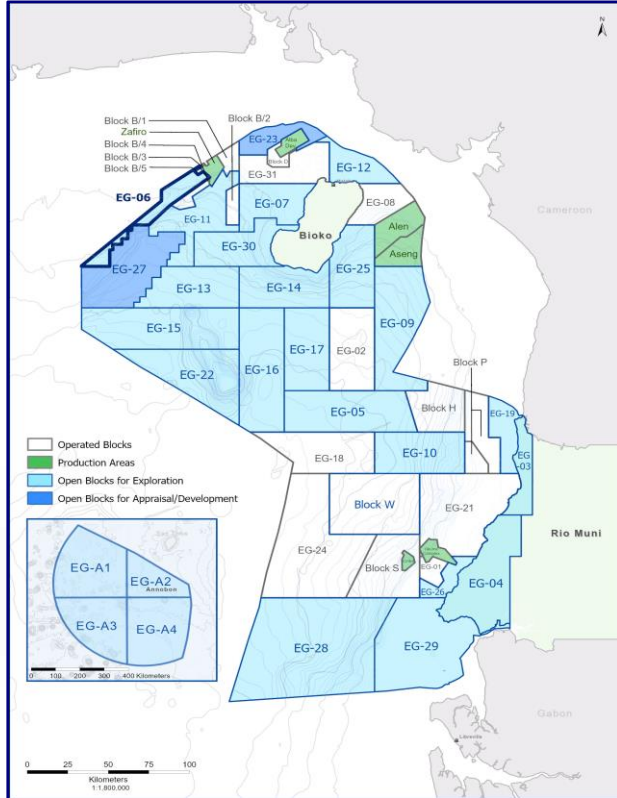 N
Block B/1
Zafiro
Block B/4
Block B/3
Block B/5
Block B/2
EG-23
Block D
EG-31
EG-12
EG-06
EG-11
EG-07
EG-08
Cameroon
Bioko
Alen
Aseng
EG-30
EG-27
EG-25
EG-13
EG-14
EG-09
EG-15
EG-17
EG-02
EG-16
EG-22
Block P
EG-05
Block H
EG-19
EG-03
EG-18
EG-10
Operated Blocks
Production Areas
Open Blocks for Exploration
Open Blocks for Appraisal/Development
Block W
EG-21
Rio Muni
EG-24
Block S
EG-01
EG-26
EG-04
EG-A1
EG-A2
Annobon
EG-A3
EG-A4
0 100 200 300 400 Kilometers
EG-28
EG-29
Gabon
Libreville
0 25 50 75 100
Kilometers
1:1,800,000